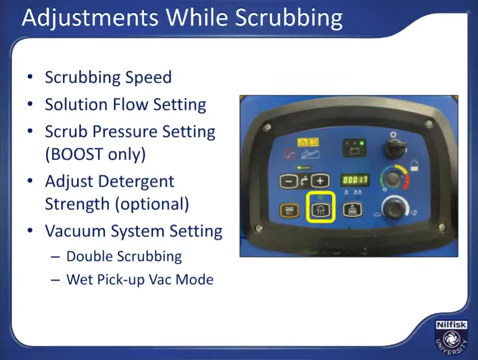 Adjustments While Scrubbing
• Scrubbing Speed
• Solution Flow Setting
• Scrub Pressure Setting
(BOOST only)
• Adjust Detergent
Strength (optional)
• Vacuum System Setting
– Double Scrubbing
– Wet Pick-up Vac Mode
000017
Nilfisk
UNIVERSITY